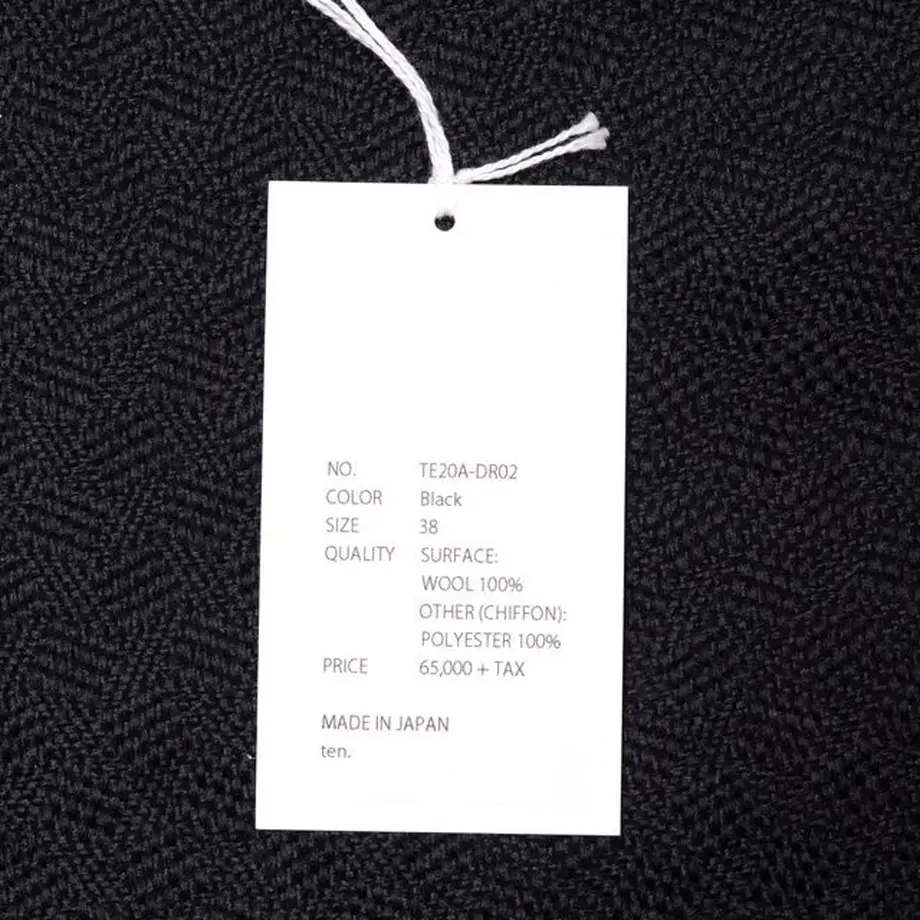 NO. TE20A-DR02
COLOR Black
SIZE 38
QUALITY SURFACE:
WOOL 100%
OTHER (CHIFFON):
POLYESTER 100%
PRICE 65,000 + TAX
MADE IN JAPAN
ten.